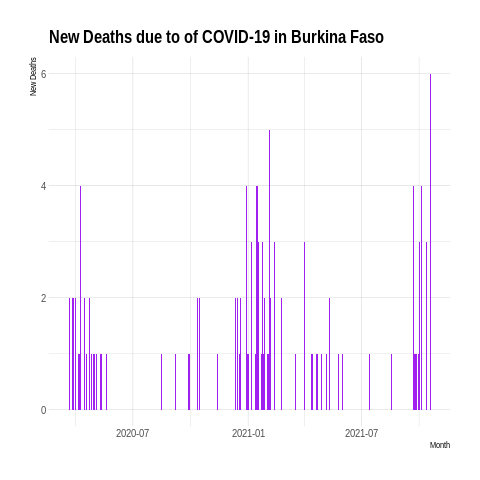 New Deaths due to of COVID-19 in Burkina Faso
New Deaths
6
4
2
0
2020-07
2021-01
2021-07
Month